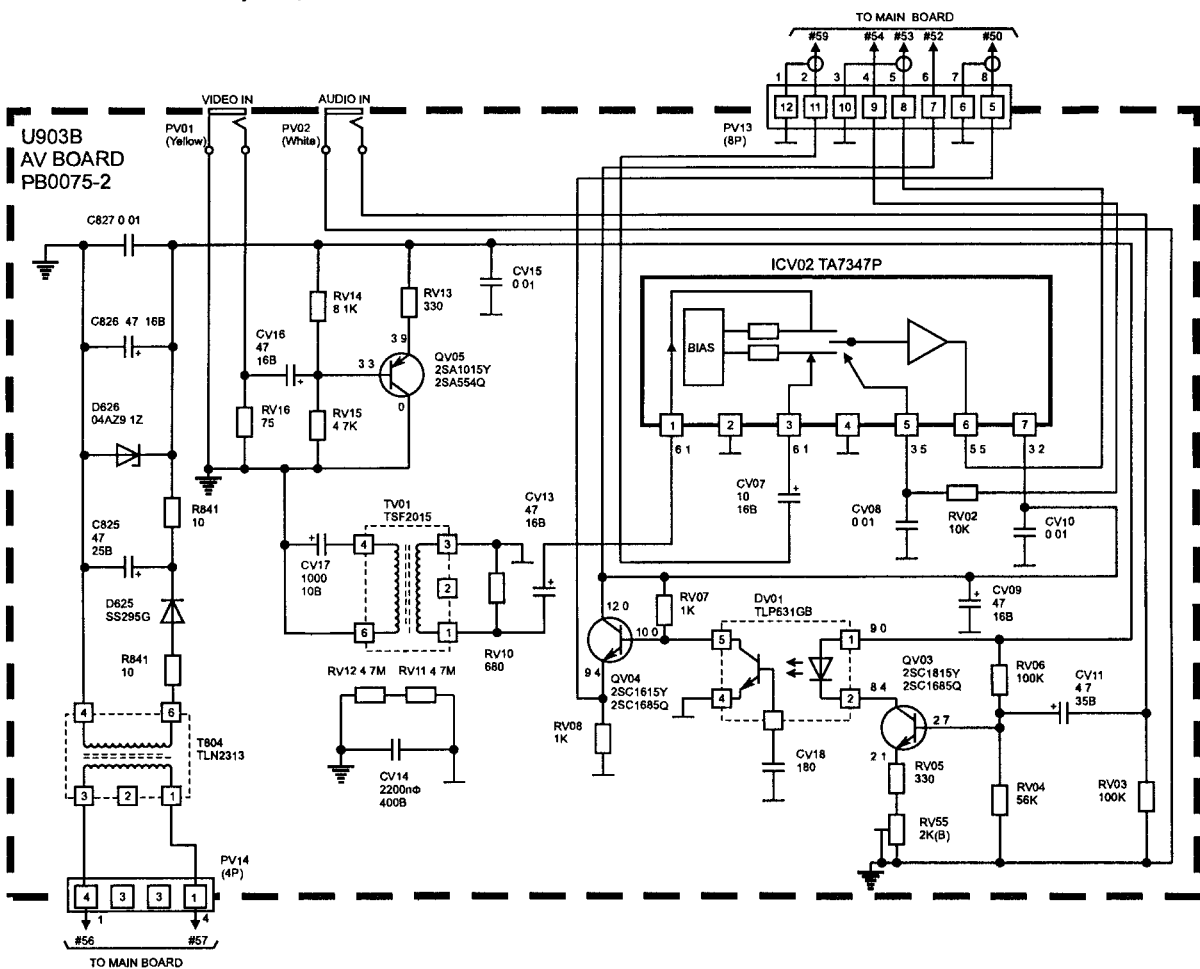 TO MAIN BOARD
#59 #54 #53 #52 #50
1 2 3 4 5 6 7 8
12 11 10 9 8 7 6 5
PV13
(8P)
VIDEO IN
AUDIO IN
PV01
(Yellow)
PV02
(White)
U903B
AV BOARD
PB0075-2
C827 0 01
C826 47 16B
D626
04AZ9 1Z
R841
10
C825
47
25B
D625
SS295G
R841
10
4 6
T804
TLN2313
3 2 1
PV14
(4P)
4 3 3 1
1 4
#56 #57
TO MAIN BOARD
RV14
8 1K
RV13
330
CV15
0 01
CV16
47
16B
3 3
3 9
0
QV05
2SA1015Y
2SA554Q
RV16
75
RV15
4 7K
TV01
TSF2015
4 3
2
6 1
CV17
1000
10B
CV13
47
16B
RV10
680
RV12 4 7M RV11 4 7M
CV14
2200пФ
400B
ICV02 TA7347P
BIAS
1 2 3 4 5 6 7
6 1 6 1 3 5 5 5 3 2
CV07
10
16B
CV08
0 01
RV02
10K
CV10
0 01
CV09
47
16B
RV07
1K
12 0
10 0
9 4
QV04
2SC1615Y
2SC1685Q
RV08
1K
DV01
TLP631GB
5 1
4 2
9 0
8 4
CV18
180
QV03
2SC1815Y
2SC1685Q
2 7
2 1
RV05
330
RV55
2K(B)
RV06
100K
CV11
4 7
35B
RV04
56K
RV03
100K